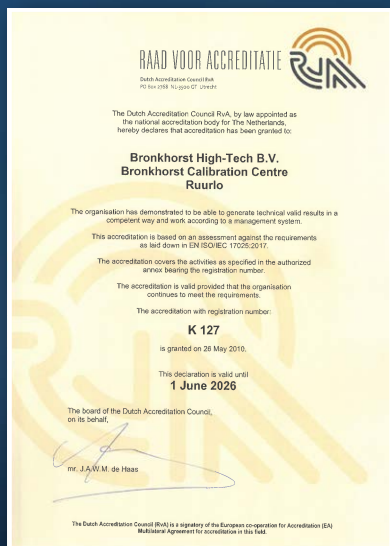 RAAD VOOR ACCREDITATIE
RVA
Dutch Accreditation Council RvA
PO Box 2768 NL-3500 GT Utrecht
The Dutch Accreditation Council RvA, by law appointed as
the national accreditation body for The Netherlands,
hereby declares that accreditation has been granted to:
Bronkhorst High-Tech B.V.
Bronkhorst Calibration Centre
Ruurlo
The organisation has demonstrated to be able to generate technical valid results in a
competent way and work according to a management system.
This accreditation is based on an assessment against the requirements
as laid down in EN ISO/IEC 17025:2017.
The accreditation covers the activities as specified in the authorized
annex bearing the registration number.
The accreditation is valid provided that the organisation
continues to meet the requirements.
The accreditation with registration number:
K 127
is granted on 26 May 2010.
This declaration is valid until
1 June 2026
The board of the Dutch Accreditation Council,
on its behalf,
mr. J.A.W.M. de Haas
The Dutch Accreditation Council (RvA) is a signatory of the European co-operation for Accreditation (EA)
Multilateral Agreement for accreditation in this field.